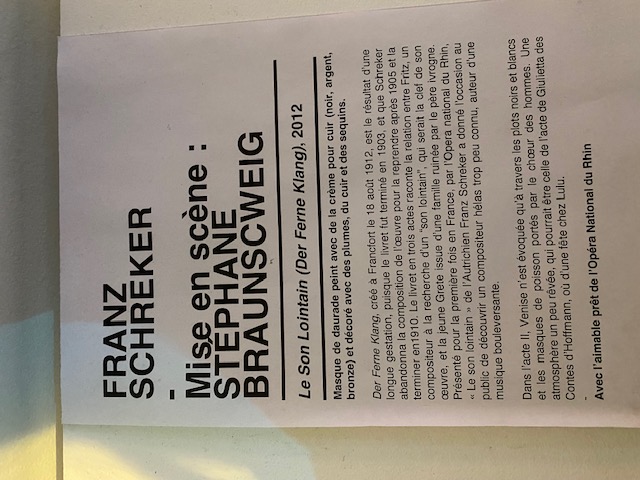 FRANZ
SCHREKER
-
Mise en scène :
STÉPHANE
BRAUNSCWEIG
Le Son Lointain (Der Ferne Klang), 2012
Masque de daurade peint avec de la crème pour cuir (noir, argent,
bronze) et décoré avec des plumes, du cuir et des sequins.
Der Ferne Klang, créé à Francfort le 18 août 1912, est le résultat d'une
longue gestation, puisque le livret fut terminé en 1903, et que Schreker
abandonna la composition de l'œuvre pour la reprendre après 1905 et la
terminer en1910. Le livret en trois actes raconte la relation entre Fritz, un
compositeur à la recherche d'un "son lointain", qui serait la clef de son
œuvre, et la jeune Grete issue d'une famille ruinée par le père ivrogne.
Présenté pour la première fois en France, par l'Opera national du Rhin,
« Le son lointain » de l'Autrichien Franz Schreker a donné l'occasion au
public de découvrir un compositeur hélas trop peu connu, auteur d'une
musique bouleversante.
Dans l'acte II, Venise n'est évoquée qu'à travers les plots noirs et blancs
et les masques de poisson portés par le chœur des hommes. Une
atmosphère un peu rêvée, qui pourrait être celle de l'acte de Giulietta des
Contes d'Hoffmann, où d'une fête chez Lulu.
-
Avec l'aimable prêt de l'Opéra National du Rhin